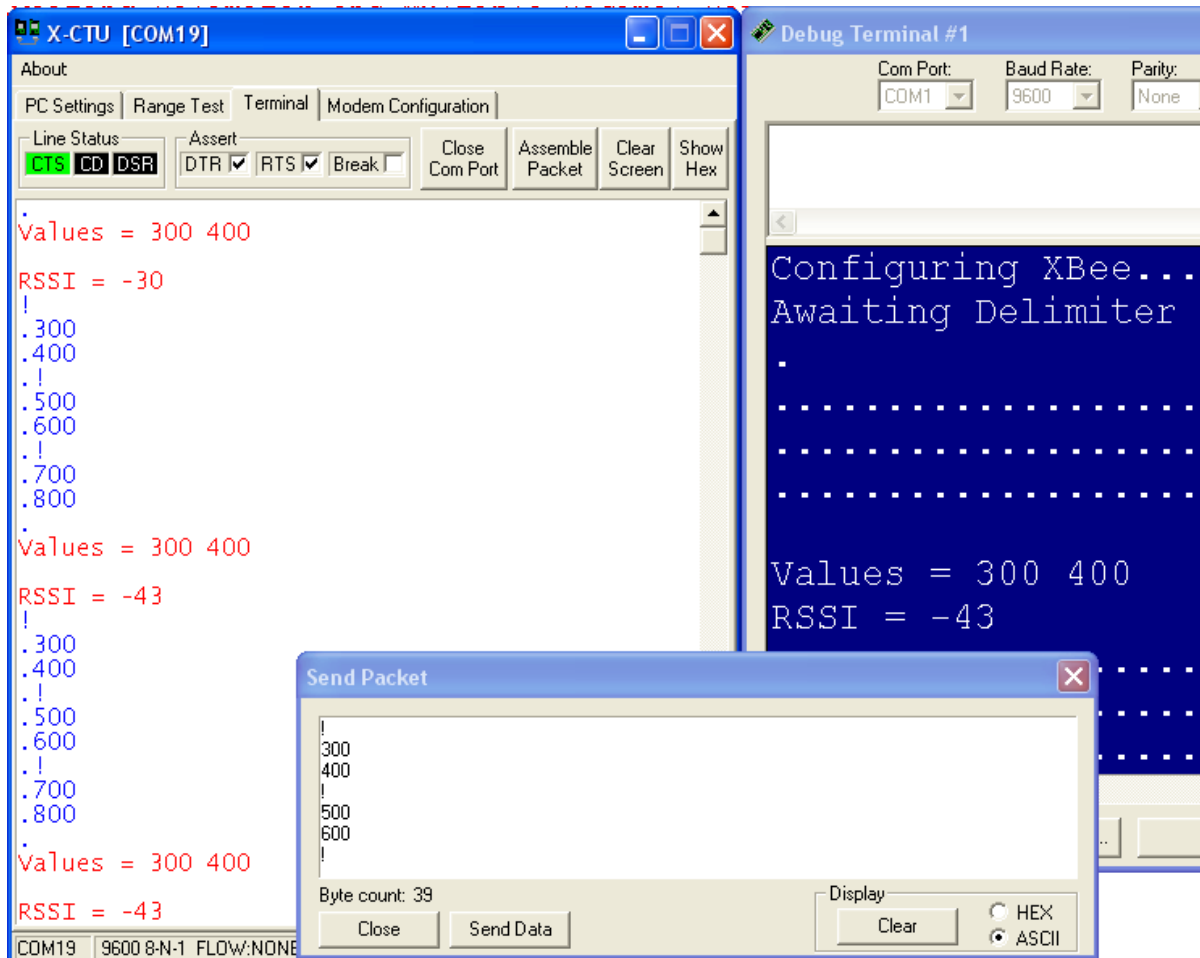 X-CTU [COM19]
About
PC Settings Range Test Terminal Modem Configuration
Line Status
CTS CD DSR
Assert
DTR RTS Break
Close Com Port
Assemble Packet
Clear Screen
Show Hex
.
Values = 300 400
RSSI = -30
!
.300
.400
.!
.500
.600
.!
.700
.800
.
Values = 300 400
RSSI = -43
!
.300
.400
.!
.500
.600
.!
.700
.800
.
Values = 300 400
RSSI = -43
COM19 9600 8-N-1 FLOW:NONE
Debug Terminal #1
Com Port: Baud Rate: Parity:
COM1 9600 None
Configuring XBee...
Awaiting Delimiter
.
...................
...................
...................
Values = 300 400
RSSI = -43
....
....
....
..
Send Packet
!
300
400
!
500
600
!
Byte count: 39
Close Send Data
Display
Clear
HEX
ASCII